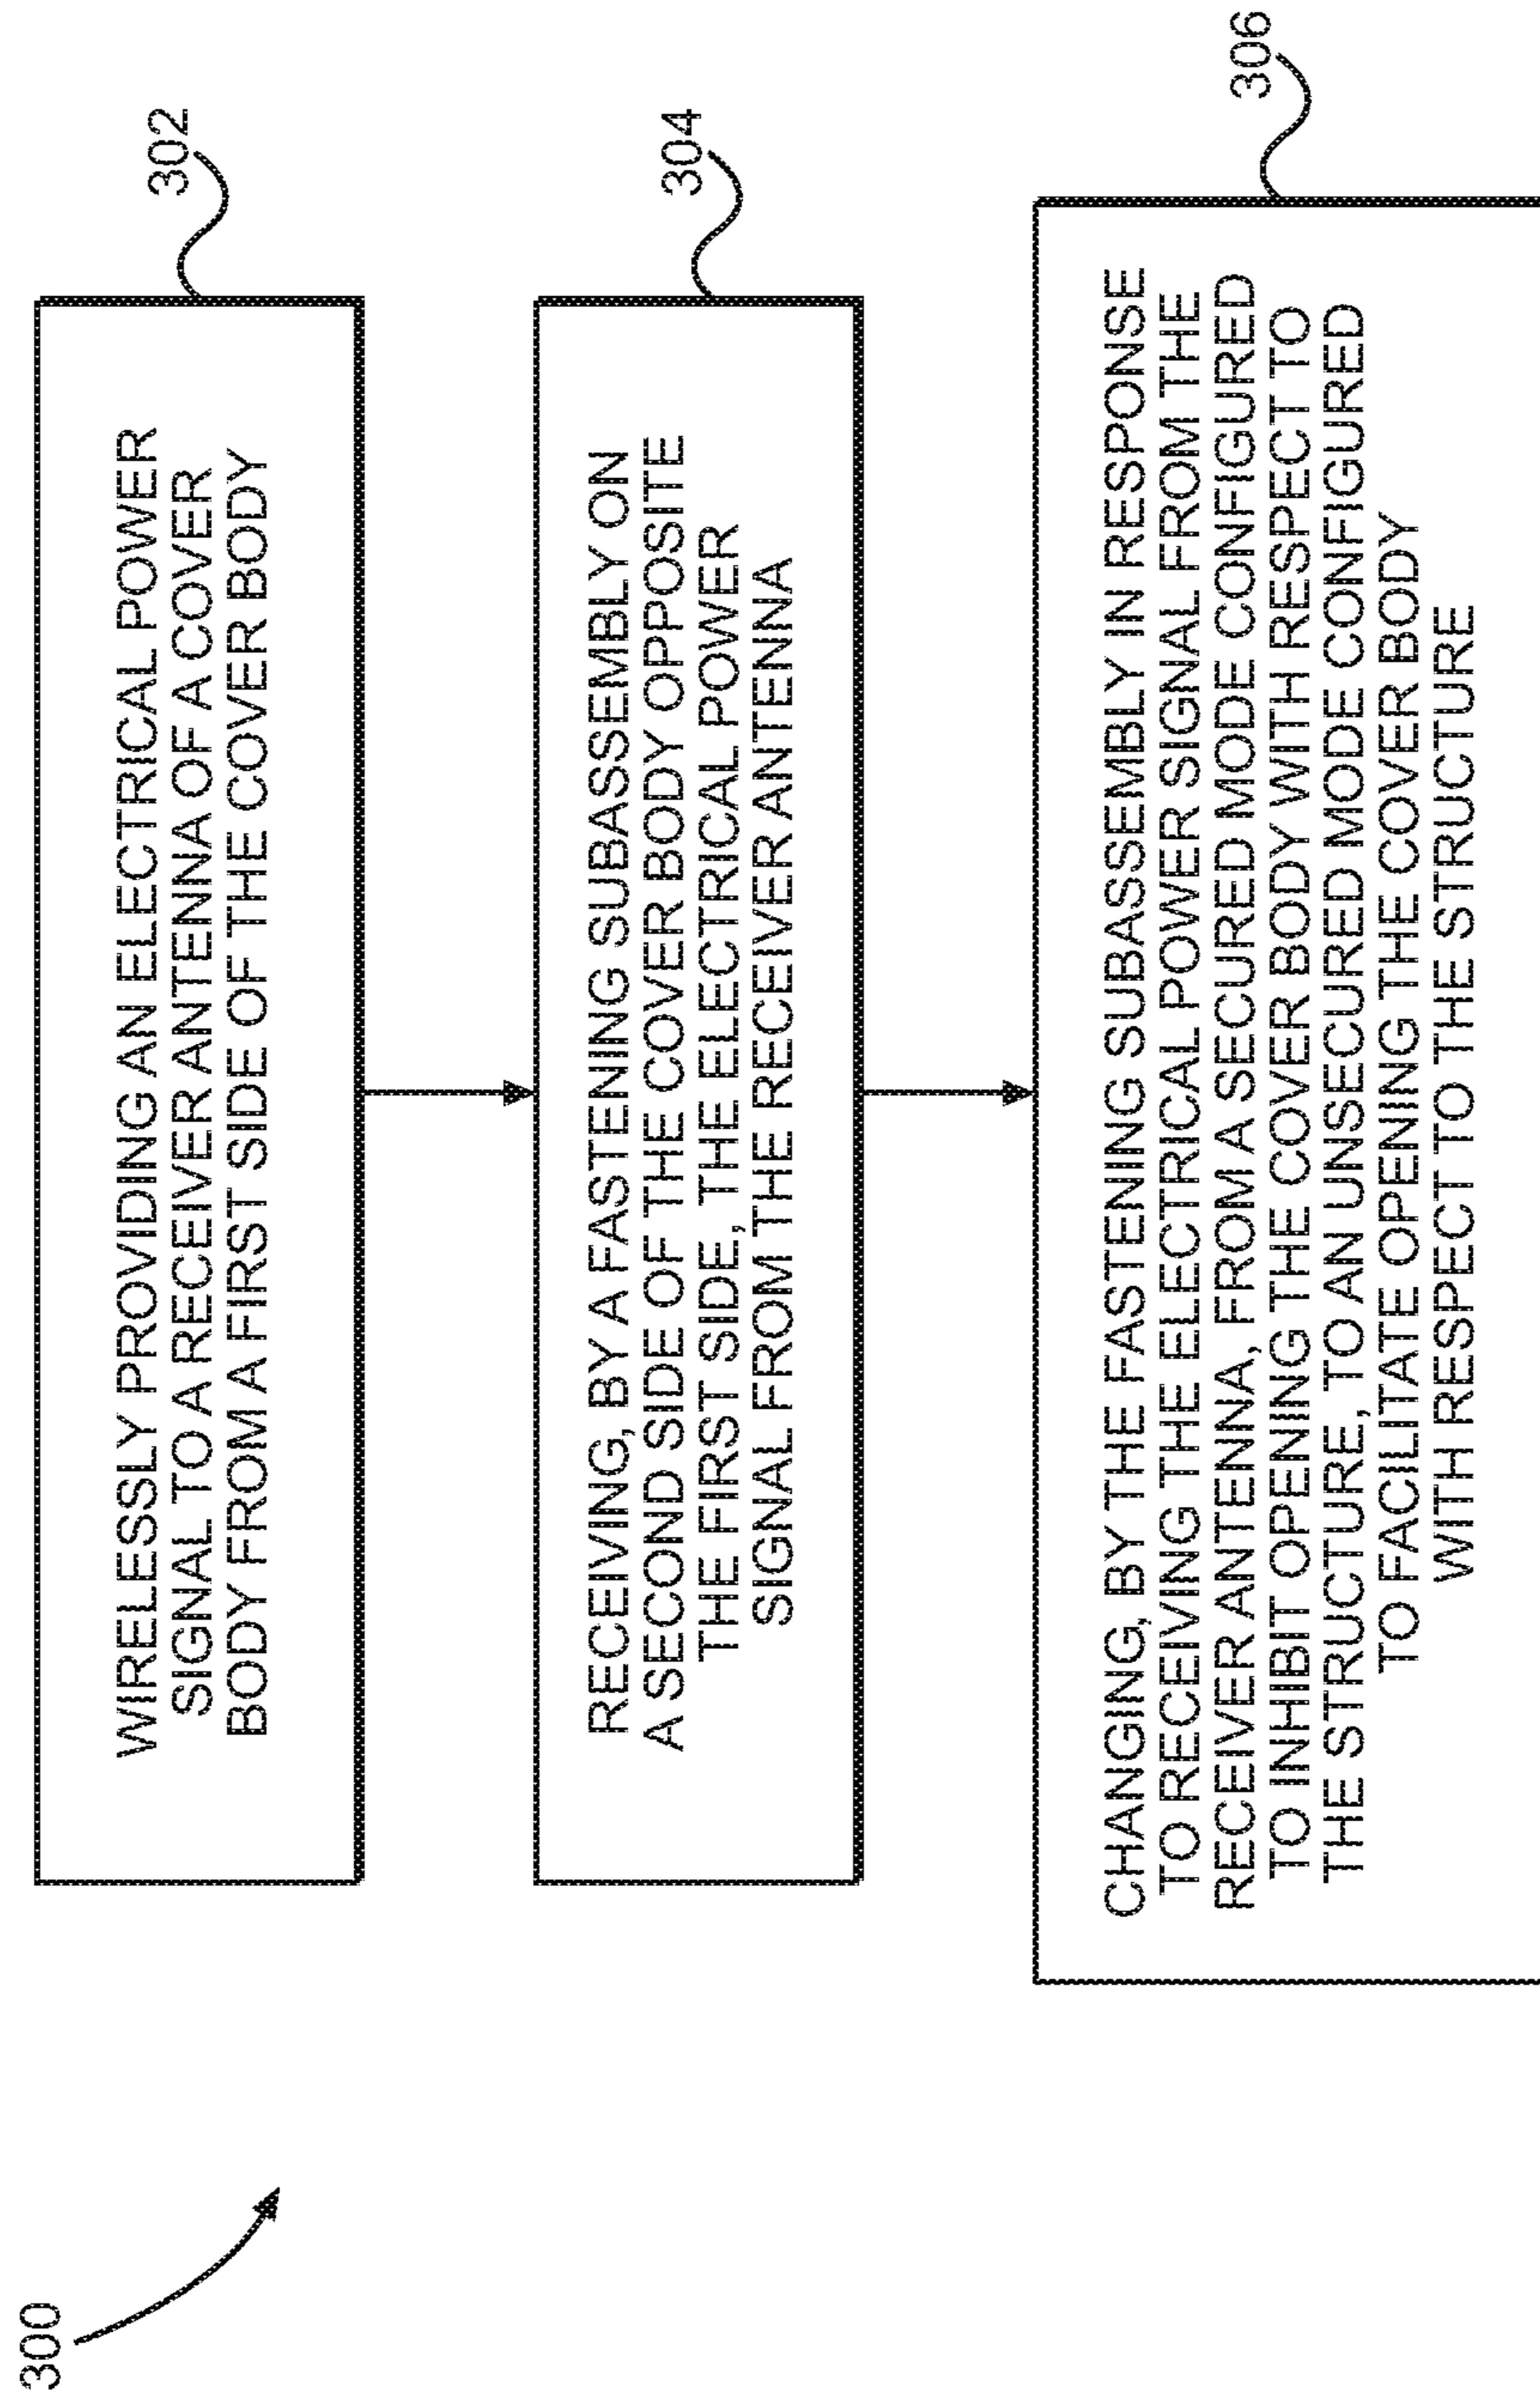 300
WIRELESSLY PROVIDING AN ELECTRICAL POWER
SIGNAL TO A RECEIVER ANTENNA OF A COVER
BODY FROM A FIRST SIDE OF THE COVER BODY
302
RECEIVING, BY A FASTENING SUBASSEMBLY ON
A SECOND SIDE OF THE COVER BODY OPPOSITE
THE FIRST SIDE, THE ELECTRICAL POWER
SIGNAL FROM THE RECEIVER ANTENNA
304
CHANGING, BY THE FASTENING SUBASSEMBLY IN RESPONSE
TO RECEIVING THE ELECTRICAL POWER SIGNAL FROM THE
RECEIVER ANTENNA, FROM A SECURED MODE CONFIGURED
TO INHIBIT OPENING THE COVER BODY WITH RESPECT TO
THE STRUCTURE, TO AN UNSECURED MODE CONFIGURED
TO FACILITATE OPENING THE COVER BODY
WITH RESPECT TO THE STRUCTURE
306